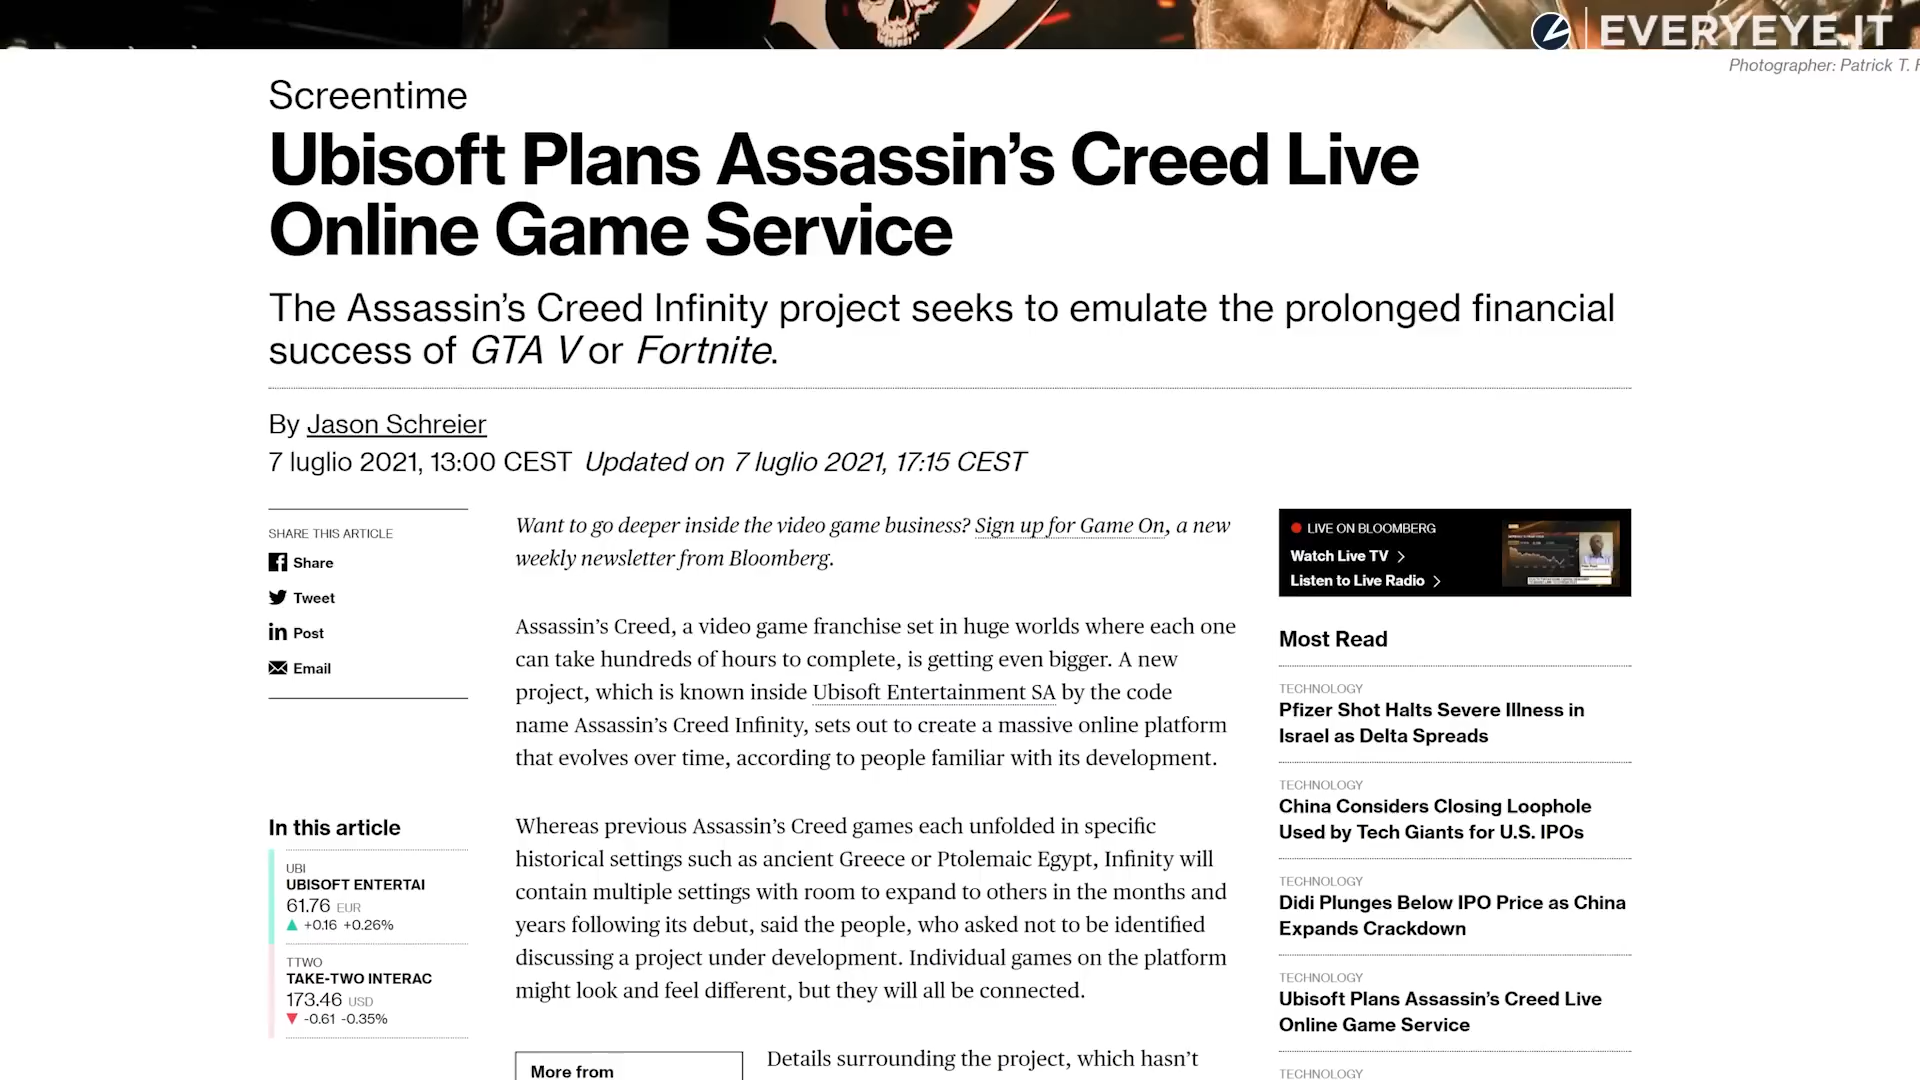 EVERYEYE.IT
Photographer: Patrick T.
Screentime
Ubisoft Plans Assassin’s Creed Live
Online Game Service
The Assassin’s Creed Infinity project seeks to emulate the prolonged financial
success of GTA V or Fortnite.
By Jason Schreier
7 luglio 2021, 13:00 CEST Updated on 7 luglio 2021, 17:15 CEST
SHARE THIS ARTICLE
Share
Tweet
Post
Email
In this article
UBI
UBISOFT ENTERTAI
61.76 EUR
+0.16 +0.26%
TTWO
TAKE-TWO INTERAC
173.46 USD
-0.61 -0.35%
Want to go deeper inside the video game business? Sign up for Game On, a new
weekly newsletter from Bloomberg.
Assassin’s Creed, a video game franchise set in huge worlds where each one
can take hundreds of hours to complete, is getting even bigger. A new
project, which is known inside Ubisoft Entertainment SA by the code
name Assassin’s Creed Infinity, sets out to create a massive online platform
that evolves over time, according to people familiar with its development.
Whereas previous Assassin’s Creed games each unfolded in specific
historical settings such as ancient Greece or Ptolemaic Egypt, Infinity will
contain multiple settings with room to expand to others in the months and
years following its debut, said the people, who asked not to be identified
discussing a project under development. Individual games on the platform
might look and feel different, but they will all be connected.
More from
Details surrounding the project, which hasn’t
LIVE ON BLOOMBERG
Watch Live TV
Listen to Live Radio
Most Read
TECHNOLOGY
Pfizer Shot Halts Severe Illness in
Israel as Delta Spreads
TECHNOLOGY
China Considers Closing Loophole
Used by Tech Giants for U.S. IPOs
TECHNOLOGY
Didi Plunges Below IPO Price as China
Expands Crackdown
TECHNOLOGY
Ubisoft Plans Assassin’s Creed Live
Online Game Service
TECHNOLOGY